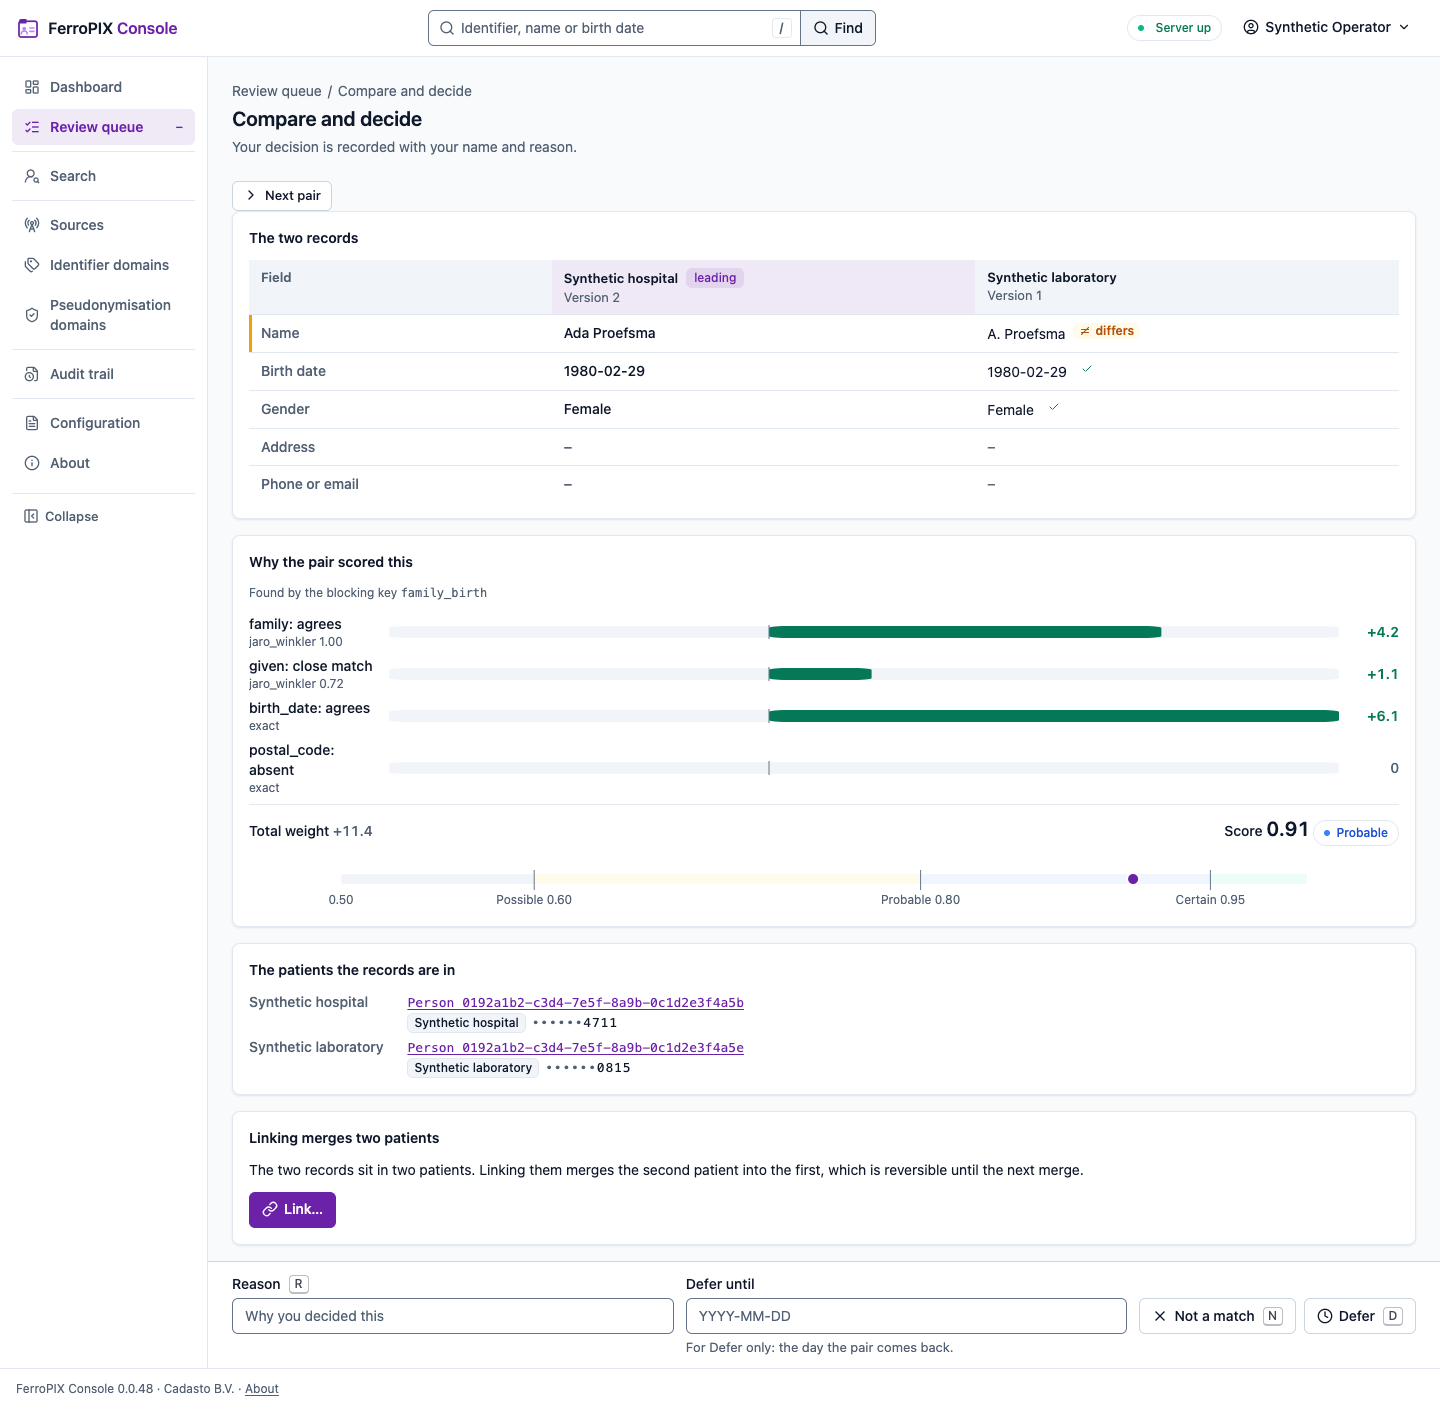 FerroPIX Console
Identifier, name or birth date
/
Find
Server up
Synthetic Operator
Dashboard
Review queue
–
Search
Sources
Identifier domains
Pseudonymisation
domains
Audit trail
Configuration
About
Collapse
Review queue / Compare and decide
Compare and decide
Your decision is recorded with your name and reason.
Next pair
The two records
Field
Synthetic hospital leading
Version 2
Synthetic laboratory
Version 1
Name
Ada Proefsma
A. Proefsma ≠ differs
Birth date
1980-02-29
1980-02-29
Gender
Female
Female
Address
–
–
Phone or email
–
–
Why the pair scored this
Found by the blocking key family_birth
family: agrees
jaro_winkler 1.00
+4.2
given: close match
jaro_winkler 0.72
+1.1
birth_date: agrees
exact
+6.1
postal_code:
absent
exact
0
Total weight +11.4
Score 0.91 Probable
0.50
Possible 0.60
Probable 0.80
Certain 0.95
The patients the records are in
Synthetic hospital
Person 0192a1b2-c3d4-7e5f-8a9b-0c1d2e3f4a5b
Synthetic hospital ••••••4711
Synthetic laboratory
Person 0192a1b2-c3d4-7e5f-8a9b-0c1d2e3f4a5e
Synthetic laboratory ••••••0815
Linking merges two patients
The two records sit in two patients. Linking them merges the second patient into the first, which is reversible until the next merge.
Link...
Reason R
Why you decided this
Defer until
YYYY-MM-DD
For Defer only: the day the pair comes back.
Not a match N
Defer D
FerroPIX Console 0.0.48 · Cadasto B.V. · About